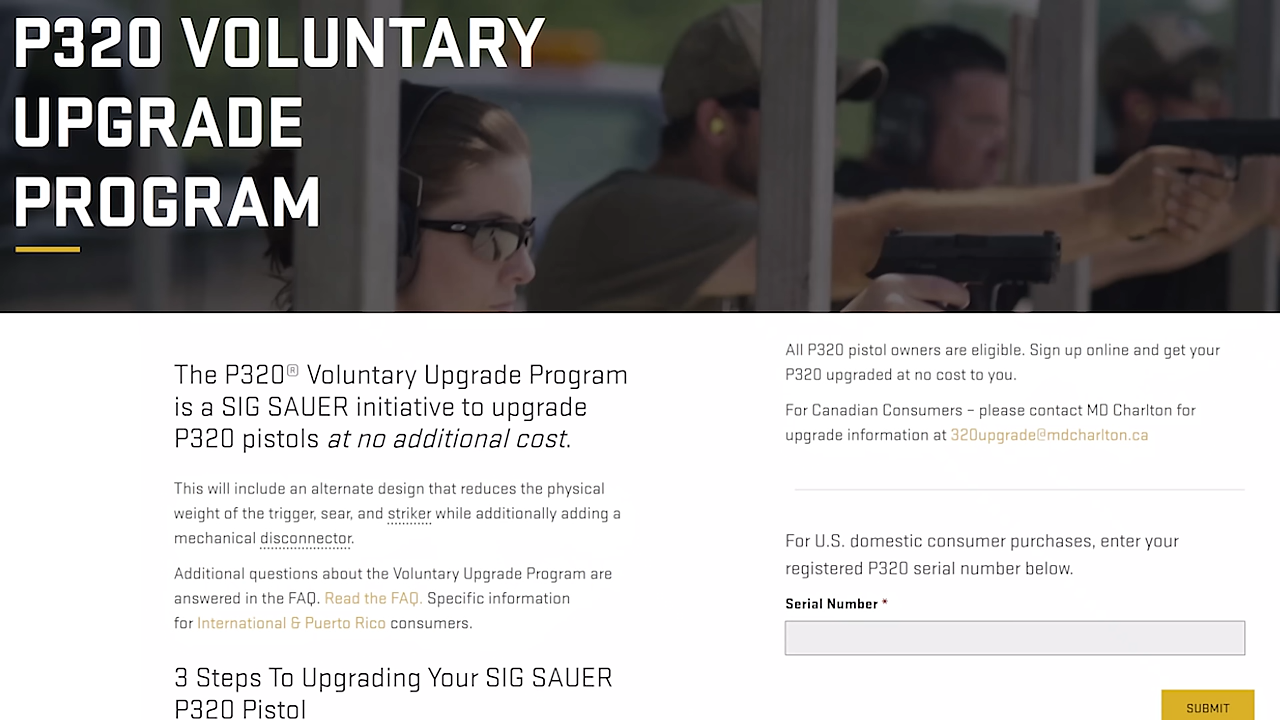 P320 VOLUNTARY
UPGRADE
PROGRAM
The P320® Voluntary Upgrade Program
is a SIG SAUER initiative to upgrade
P320 pistols at no additional cost.
This will include an alternate design that reduces the physical
weight of the trigger, sear, and striker while additionally adding a
mechanical disconnector.
Additional questions about the Voluntary Upgrade Program are
answered in the FAQ. Read the FAQ. Specific information
for International & Puerto Rico consumers.
3 Steps To Upgrading Your SIG SAUER
P320 Pistol
All P320 pistol owners are eligible. Sign up online and get your
P320 upgraded at no cost to you.
For Canadian Consumers – please contact MD Charlton for
upgrade information at 320upgrade@mdcharlton.ca
For U.S. domestic consumer purchases, enter your
registered P320 serial number below.
Serial Number *
SUBMIT